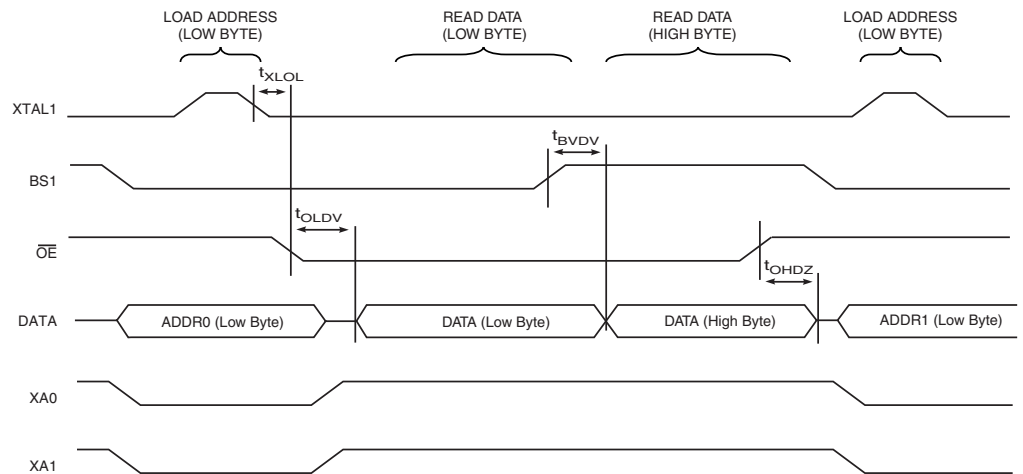 LOAD ADDRESS
(LOW BYTE)
READ DATA
(LOW BYTE)
READ DATA
(HIGH BYTE)
LOAD ADDRESS
(LOW BYTE)
tXLOL
XTAL1
tBVDV
BS1
tOLDV
OE
tOHDZ
DATA
ADDR0 (Low Byte)
DATA (Low Byte)
DATA (High Byte)
ADDR1 (Low Byte)
XA0
XA1